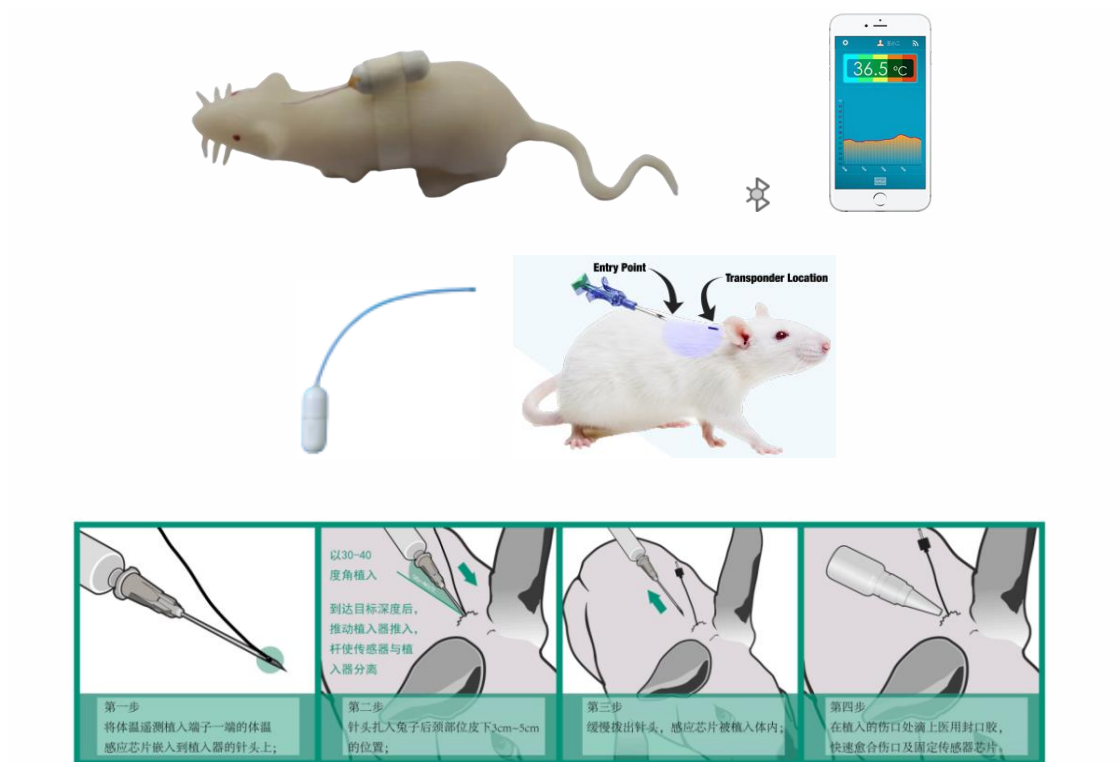 36.5 °C
Entry Point
Transponder Location
以30-40
度角植入
到达目标深度后，
推动植入器推入，
杆使传感器与植
入器分离
第一步
将体温遥测植入端子一端的体温
感应芯片嵌入到植入器的针头上；
第二步
针头扎入兔子后颈部位皮下3cm~5cm
的位置；
第三步
缓慢拨出针头，感应芯片被植入体内；
第四步
在植入的伤口处滴上医用封口胶，
快速愈合伤口及固定传感器芯片。